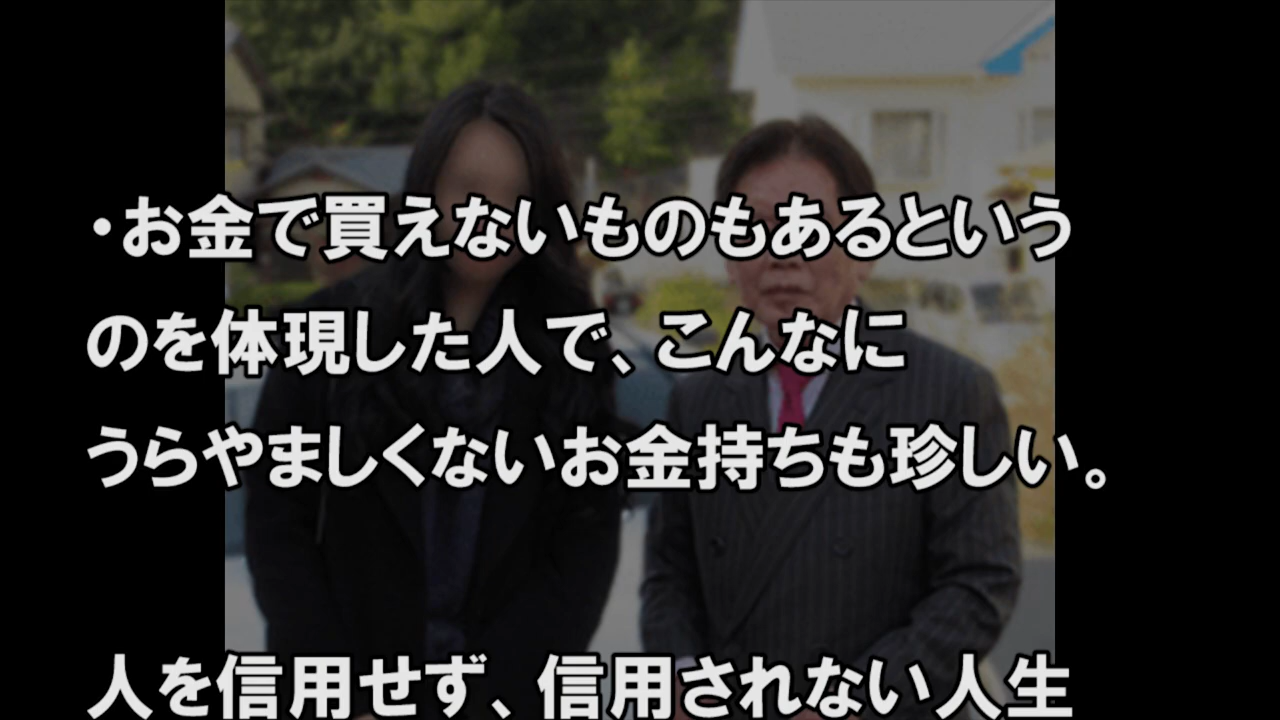 ・お金で買えないものもあるという
のを体現した人で、こんなに
うらやましくないお金持ちも珍しい。
人を信用せず、信用されない人生